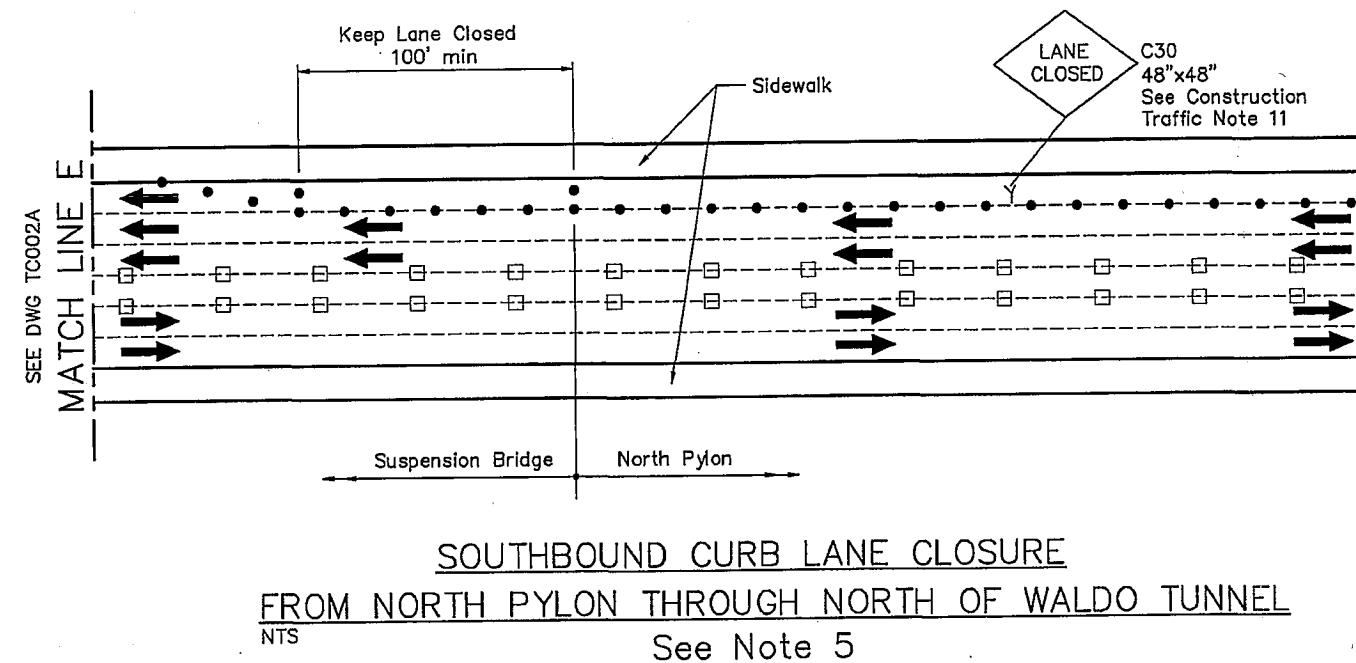 Keep Lane Closed
100' min
LANE
CLOSED
C30
48"x48"
See Construction
Traffic Note 11
Sidewalk
SEE DWG TC002A
MATCH LINE E
Suspension Bridge
North Pylon
SOUTHBOUND CURB LANE CLOSURE
FROM NORTH PYLON THROUGH NORTH OF WALDO TUNNEL
NTS
See Note 5